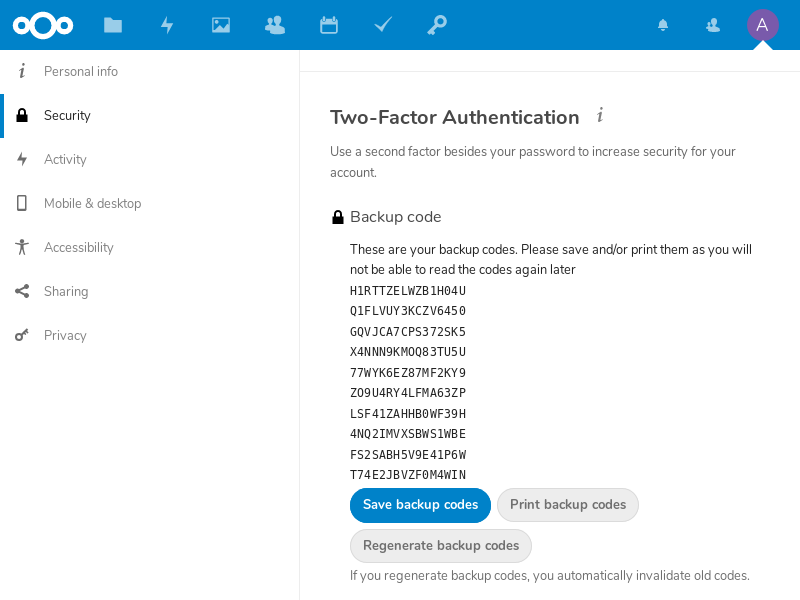 A
Personal info
Security
Activity
Mobile & desktop
Accessibility
Sharing
Privacy
Two-Factor Authentication i
Use a second factor besides your password to increase security for your
account.
Backup code
These are your backup codes. Please save and/or print them as you will
not be able to read the codes again later
H1RTTZELWZB1H04U
Q1FLVUY3KCZV6450
GQVJCA7CPS372SK5
X4NNN9KMOQ83TU5U
77WYK6EZ87MF2KY9
ZO9U4RY4LFMA63ZP
LSF41ZAHHB0WF39H
4NQ2IMVXSBWS1WBE
FS2SABH5V9E41P6W
T74E2JBVZF0M4WIN
Save backup codes
Print backup codes
Regenerate backup codes
If you regenerate backup codes, you automatically invalidate old codes.